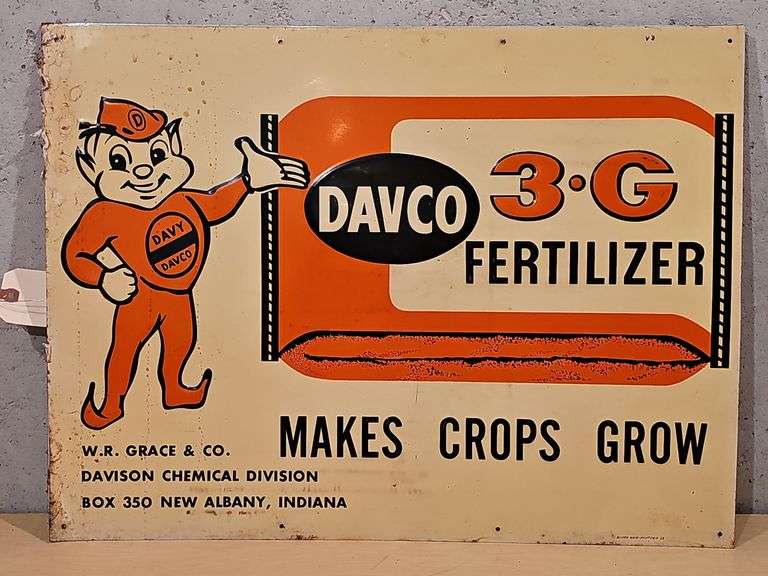 D
DAVY
DAVCO
DAVCO
3·G
FERTILIZER
MAKES CROPS GROW
W.R. GRACE & CO.
DAVISON CHEMICAL DIVISION
BOX 350 NEW ALBANY, INDIANA